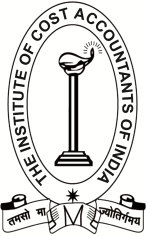 THE INSTITUTE OF COST ACCOUNTANTS OF INDIA
तमसो मा ज्योतिर्गमय